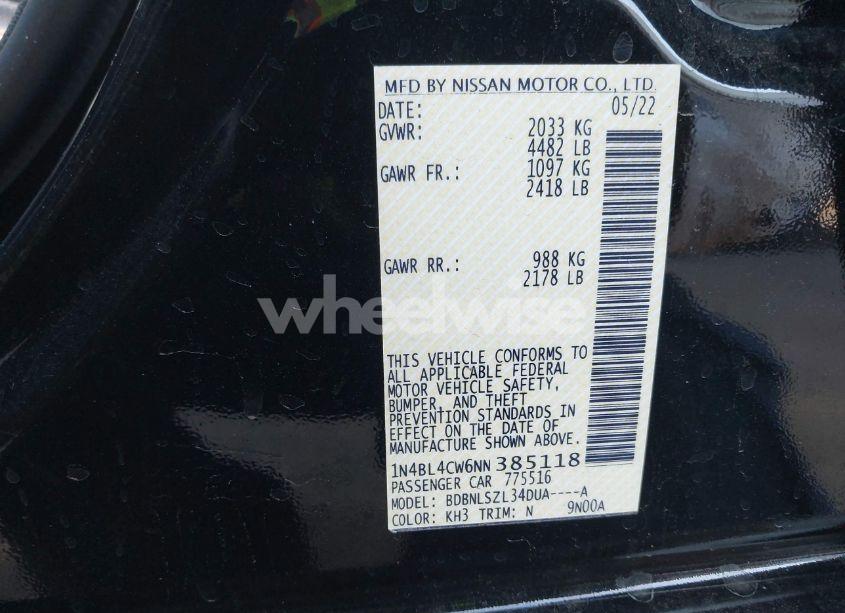 MFD BY NISSAN MOTOR CO., LTD.
DATE: 05/22
GVWR: 2033 KG
4482 LB
GAWR FR.: 1097 KG
2418 LB
GAWR RR.: 988 KG
2178 LB
wheelwise
THIS VEHICLE CONFORMS TO
ALL APPLICABLE FEDERAL
MOTOR VEHICLE SAFETY,
BUMPER, AND THEFT
PREVENTION STANDARDS IN
EFFECT ON THE DATE OF
MANUFACTURE SHOWN ABOVE.
1N4BL4CW6NN 385118
PASSENGER CAR 775516
MODEL: BDBNLSZL34DUA----A
COLOR: KH3 TRIM: N 9N00A